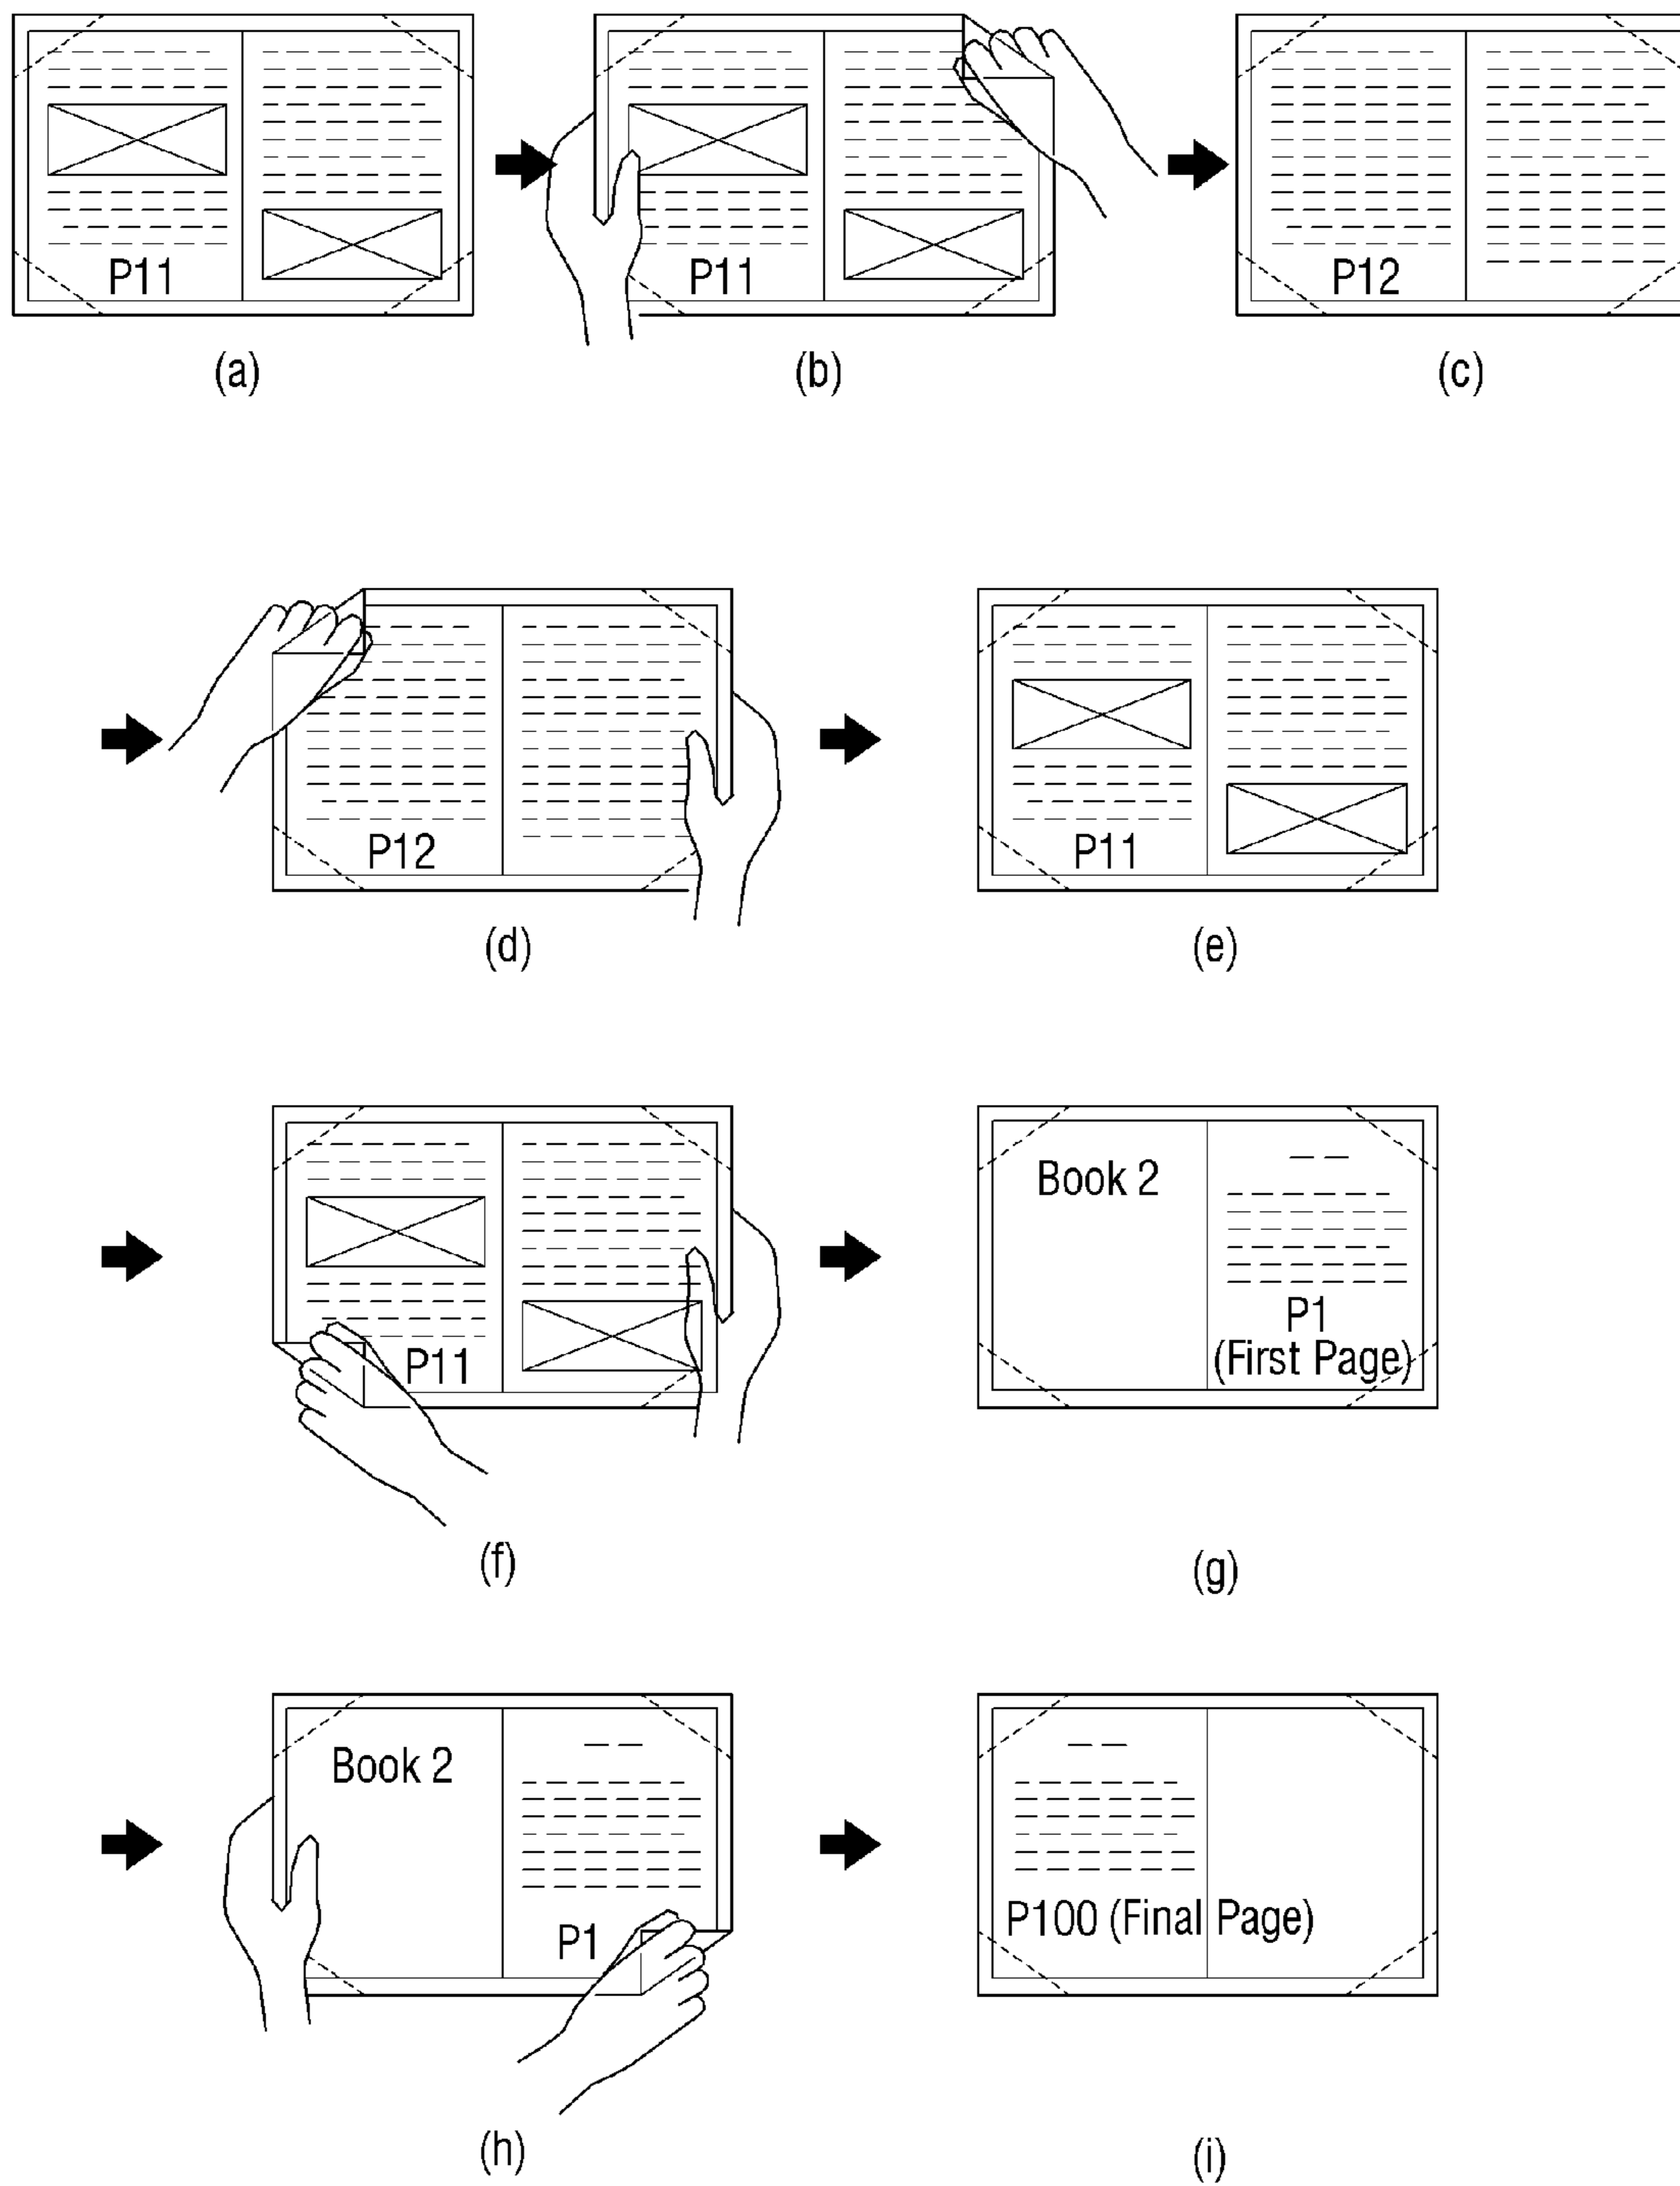 P11
P11
P12
(a)
(b)
(c)
P12
P11
(d)
(e)
P11
Book 2
P1
(First Page)
(f)
(g)
Book 2
P1
P100 (Final Page)
(h)
(i)